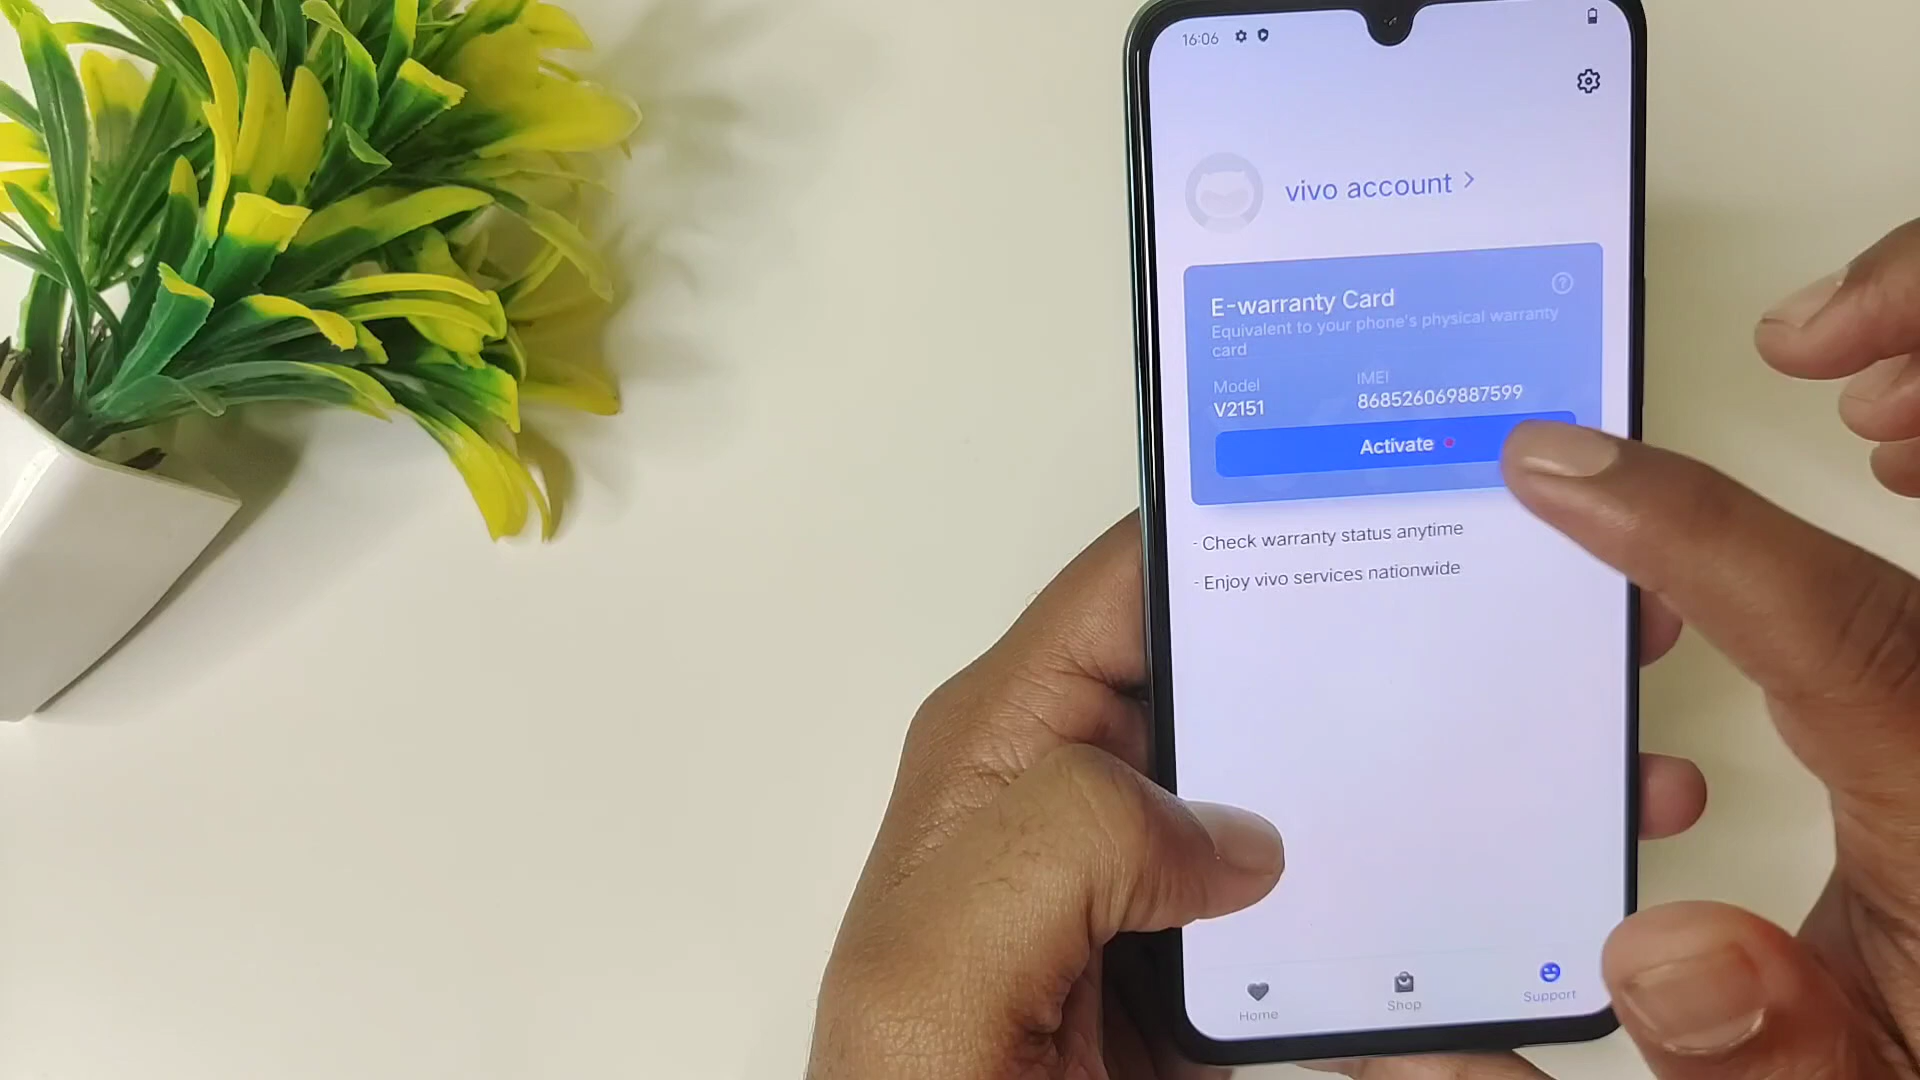 16:06
vivo account >
E-warranty Card
Equivalent to your phone's physical warranty
card
Model
V2151
IMEI
868526069887599
Activate
- Check warranty status anytime
- Enjoy vivo services nationwide
Home
Shop
Support